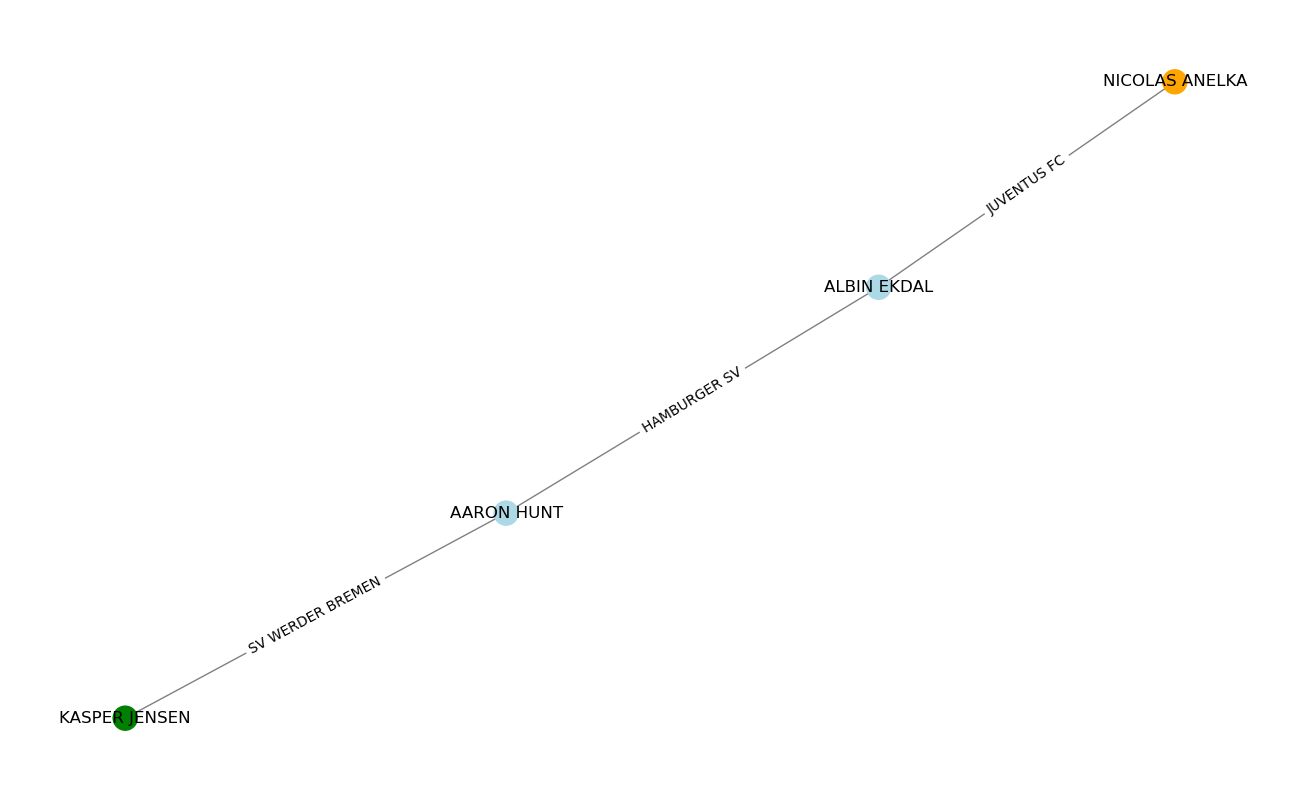 NICOLAS ANELKA
JUVENTUS FC
ALBIN EKDAL
HAMBURGER SV
AARON HUNT
SV WERDER BREMEN
KASPER JENSEN